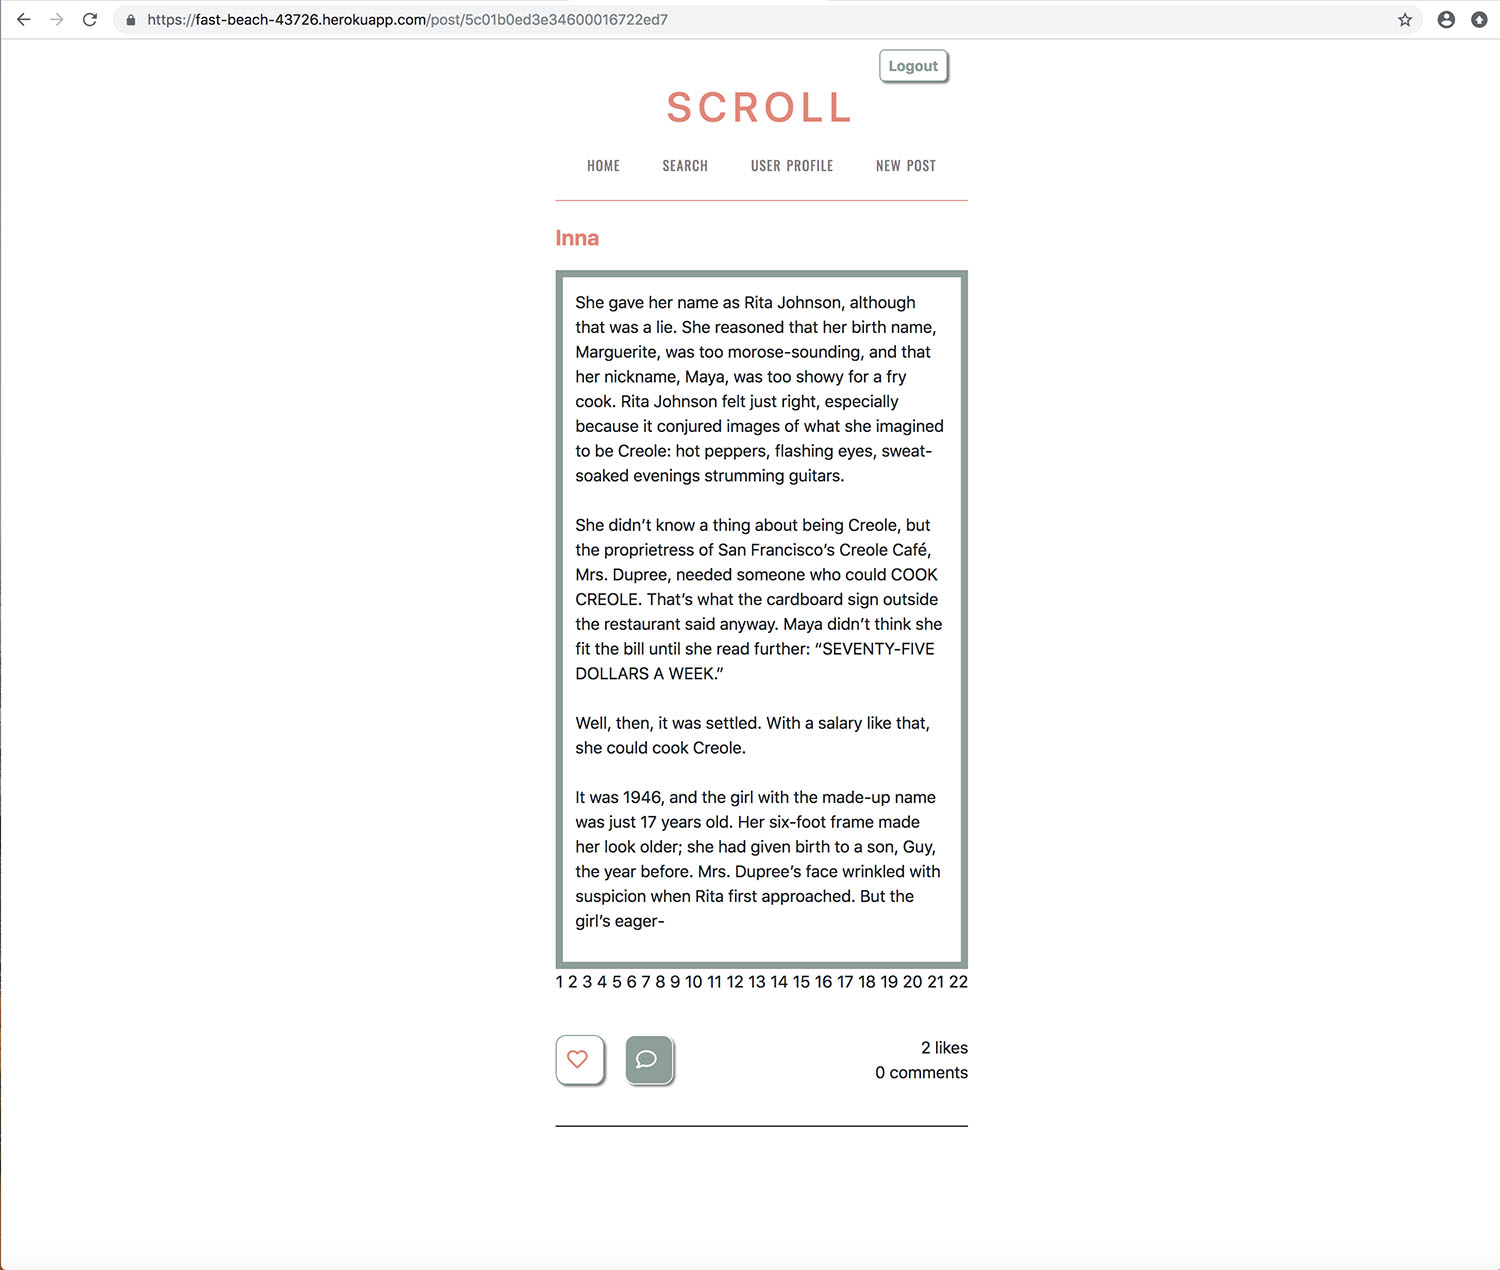 https://fast-beach-43726.herokuapp.com/post/5c01b0ed3e34600016722ed7
Logout
SCROLL
HOME SEARCH USER PROFILE NEW POST
Inna
She gave her name as Rita Johnson, although
that was a lie. She reasoned that her birth name,
Marguerite, was too morose-sounding, and that
her nickname, Maya, was too showy for a fry
cook. Rita Johnson felt just right, especially
because it conjured images of what she imagined
to be Creole: hot peppers, flashing eyes, sweat-
soaked evenings strumming guitars.
She didn’t know a thing about being Creole, but
the proprietress of San Francisco’s Creole Café,
Mrs. Dupree, needed someone who could COOK
CREOLE. That’s what the cardboard sign outside
the restaurant said anyway. Maya didn’t think she
fit the bill until she read further: “SEVENTY-FIVE
DOLLARS A WEEK.”
Well, then, it was settled. With a salary like that,
she could cook Creole.
It was 1946, and the girl with the made-up name
was just 17 years old. Her six-foot frame made
her look older; she had given birth to a son, Guy,
the year before. Mrs. Dupree’s face wrinkled with
suspicion when Rita first approached. But the
girl’s eager-
1 2 3 4 5 6 7 8 9 10 11 12 13 14 15 16 17 18 19 20 21 22
2 likes
0 comments